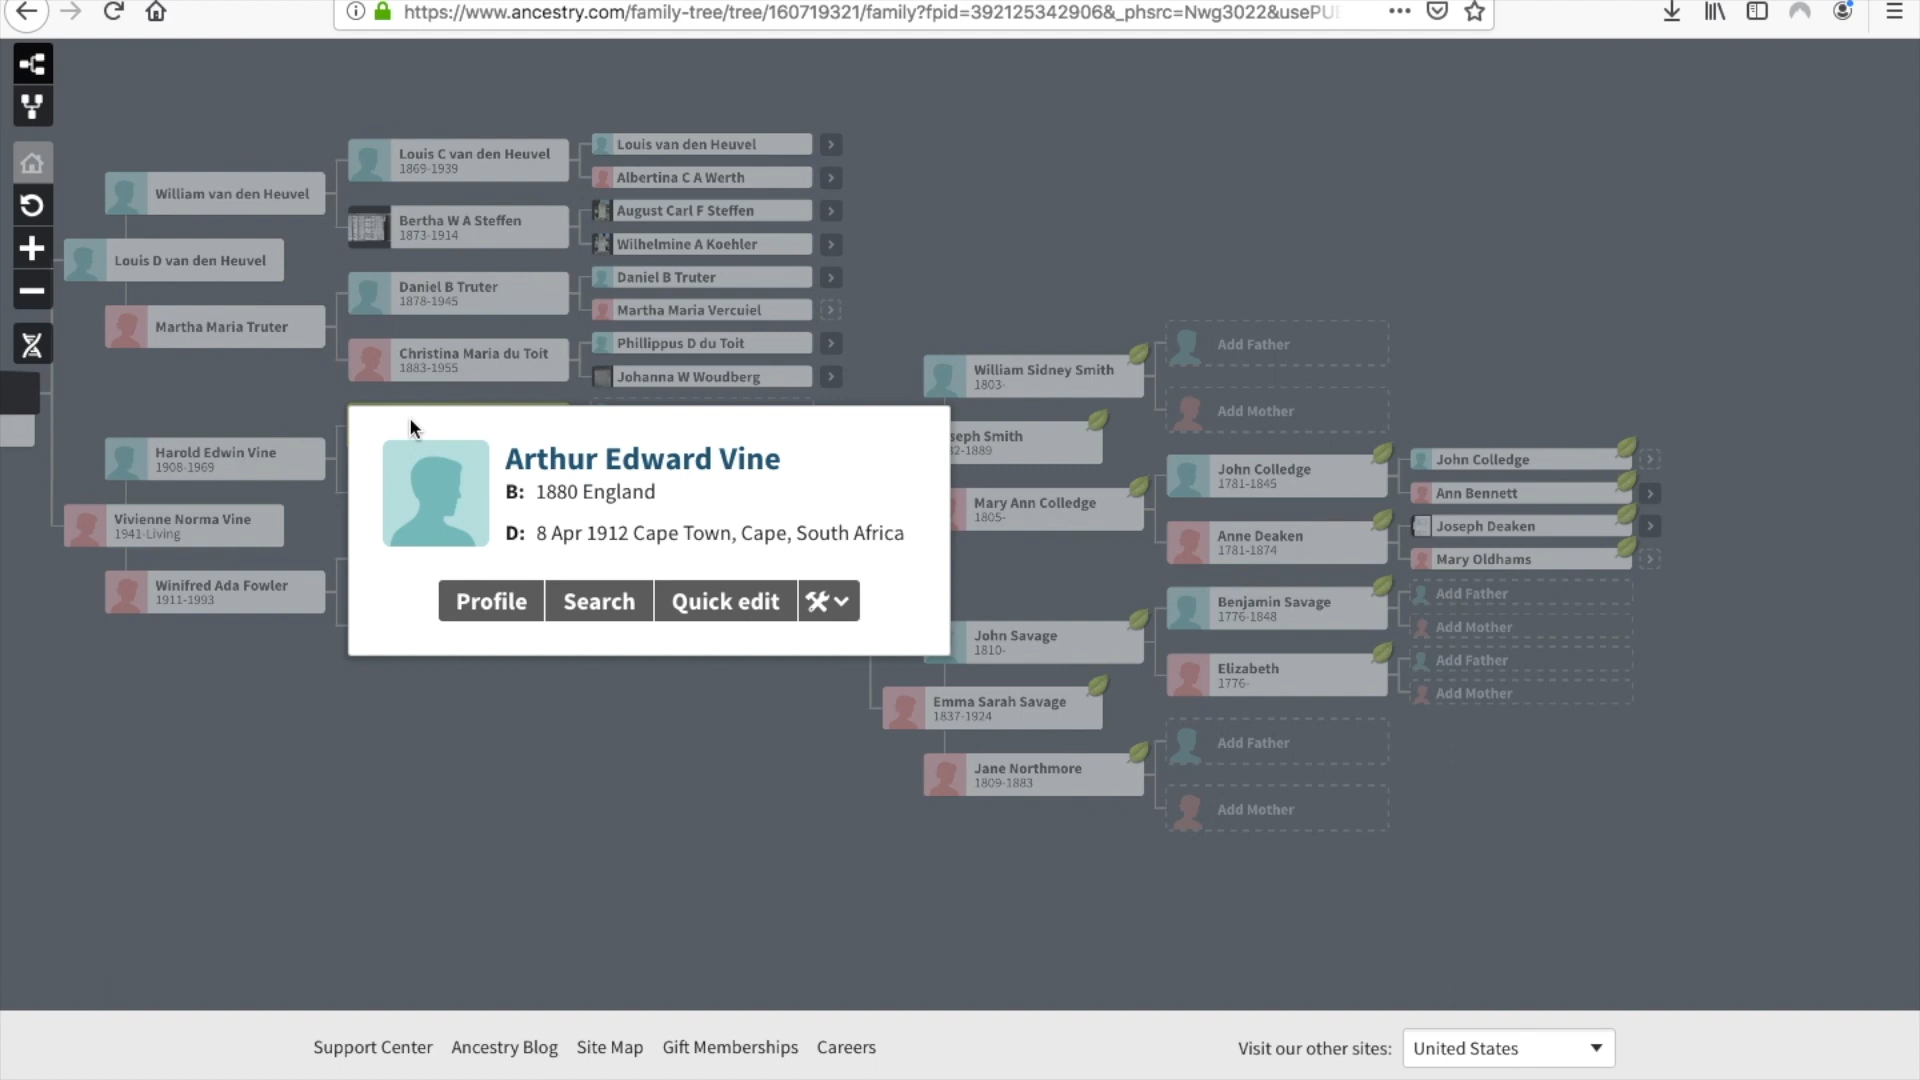 https://www.ancestry.com/family-tree/tree/160719321/family?fpid=392125342906&_phsrc=Nwg3022&usePU
William van den Heuvel
Louis D van den Heuvel
Martha Maria Truter
Harold Edwin Vine
1908-1969
Vivienne Norma Vine
1941-Living
Winifred Ada Fowler
1911-1993
Louis C van den Heuvel
1869-1939
Bertha W A Steffen
1873-1914
Daniel B Truter
1878-1945
Christina Maria du Toit
1883-1955
Louis van den Heuvel
Albertina C A Werth
August Carl F Steffen
Wilhelmine A Koehler
Daniel B Truter
Martha Maria Vercuiel
Phillippus D du Toit
Johanna W Woudberg
Arthur Edward Vine
B: 1880 England
D: 8 Apr 1912 Cape Town, Cape, South Africa
Profile
Search
Quick edit
William Sidney Smith
1803-
seph Smith
2-1889
Mary Ann Colledge
1805-
John Savage
1810-
Emma Sarah Savage
1837-1924
Jane Northmore
1809-1883
Add Father
Add Mother
John Colledge
1781-1845
Anne Deaken
1781-1874
Benjamin Savage
1776-1848
Elizabeth
1776-
Add Father
Add Mother
John Colledge
Ann Bennett
Joseph Deaken
Mary Oldhams
Add Father
Add Mother
Add Father
Add Mother
Support Center
Ancestry Blog
Site Map
Gift Memberships
Careers
Visit our other sites:
United States